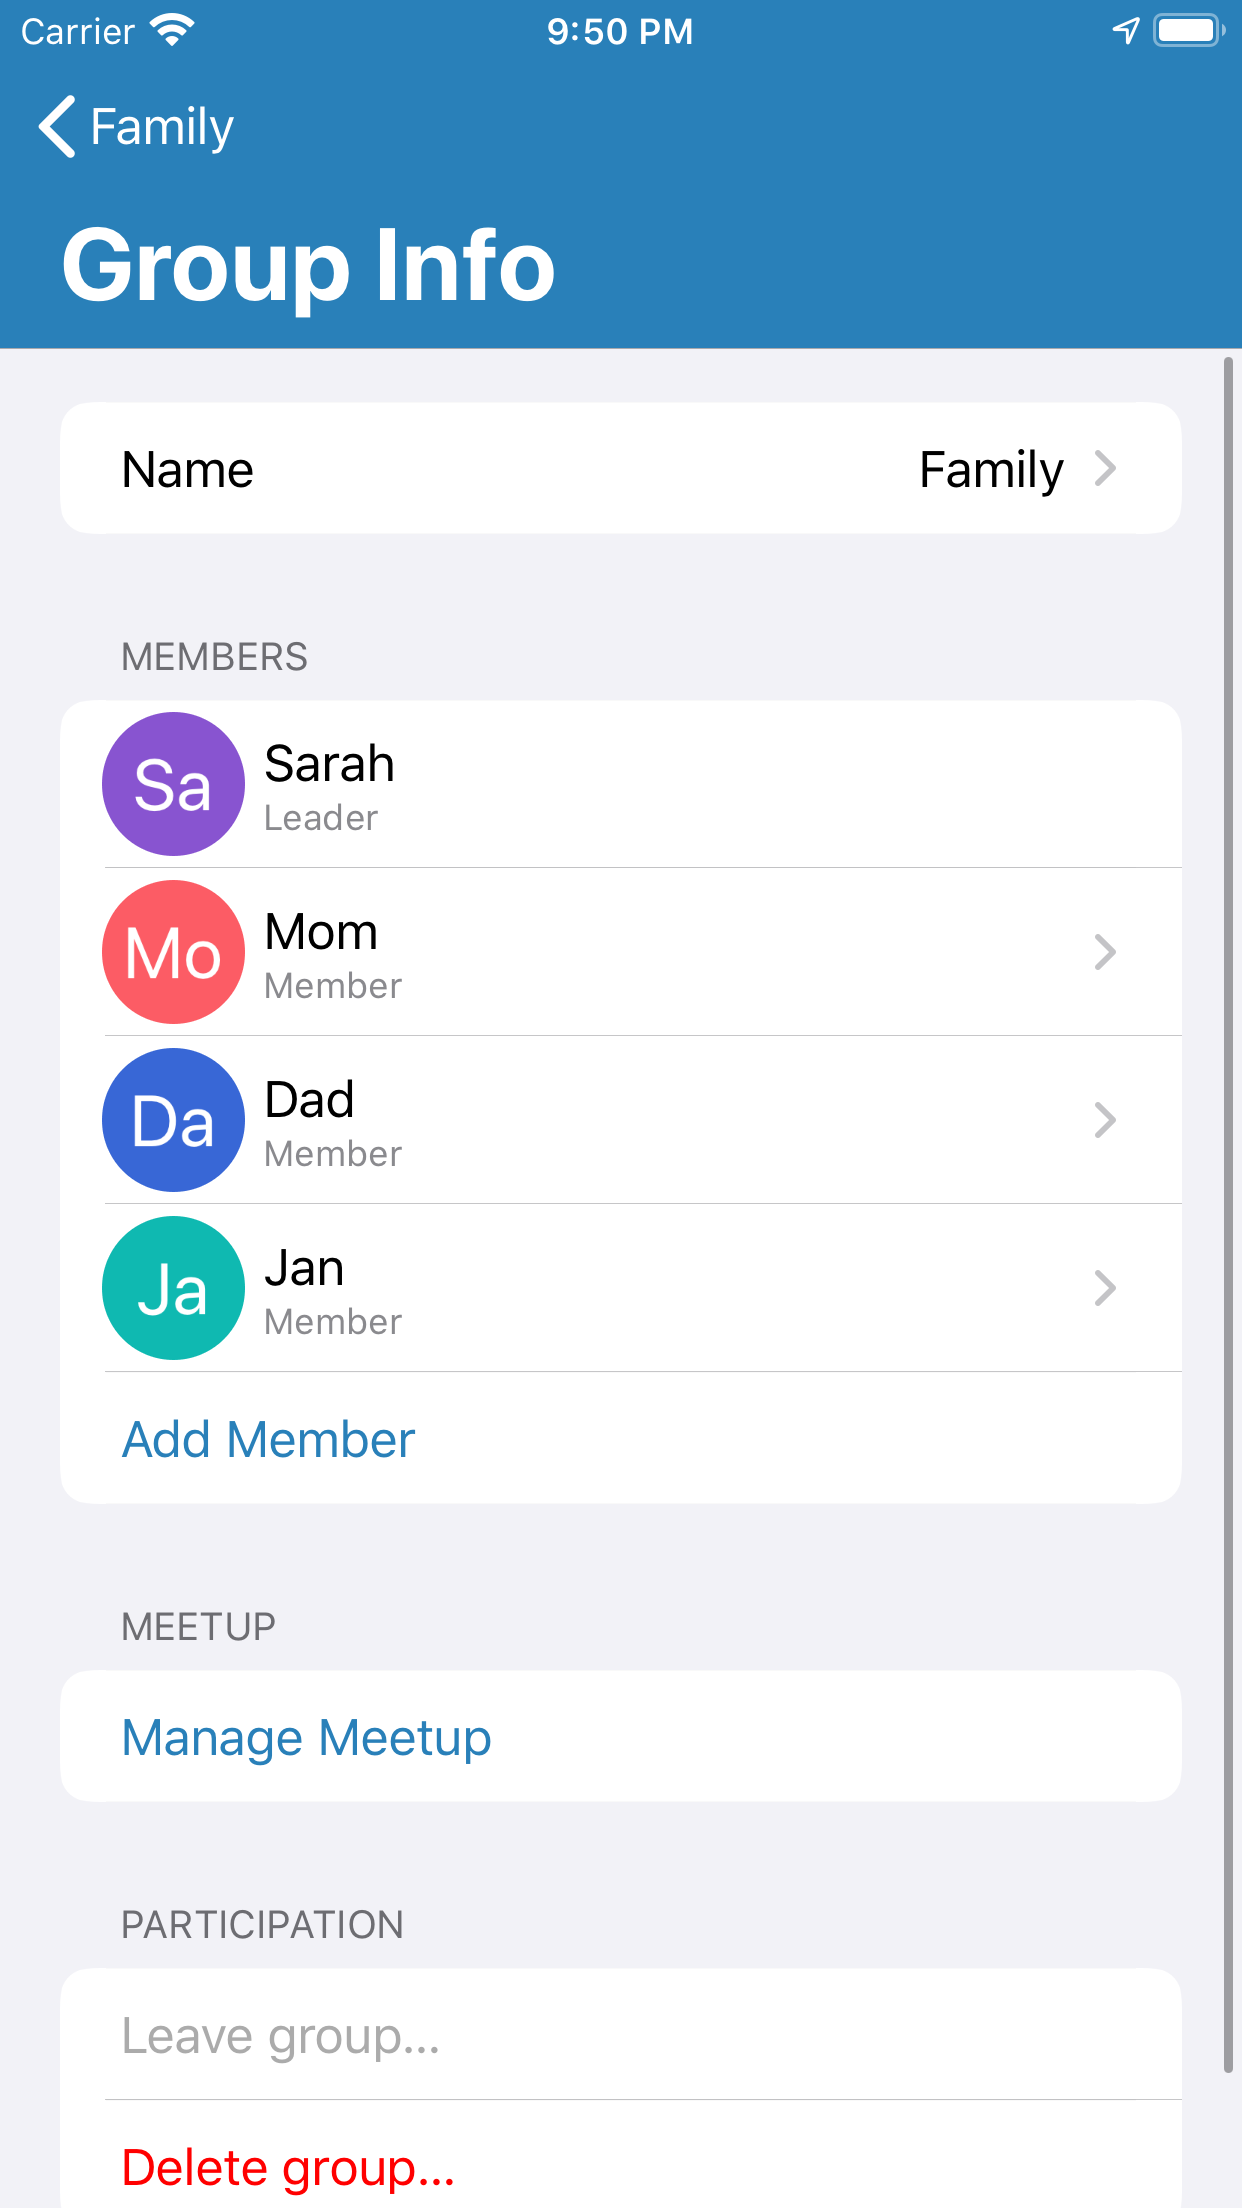 Carrier 9:50 PM
Family
Group Info
Name Family
MEMBERS
Sa Sarah
Leader
Mo Mom
Member
Da Dad
Member
Ja Jan
Member
Add Member
MEETUP
Manage Meetup
PARTICIPATION
Leave group...
Delete group...